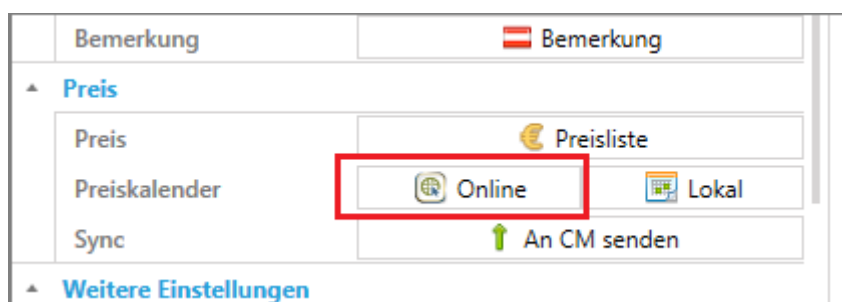 Bemerkung Bemerkung
Preis
Preis Preisliste
Preiskalender Online Lokal
Sync An CM senden
Weitere Einstellungen